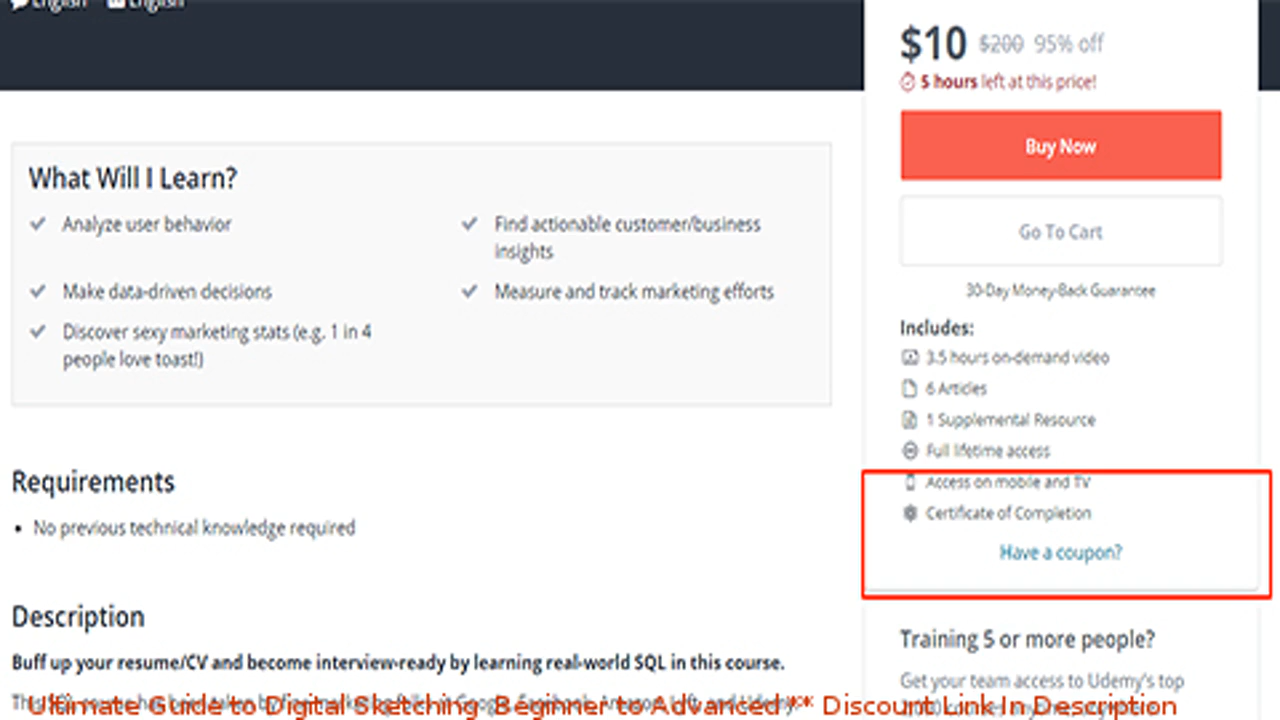 English English
$10 $200 95% off
5 hours left at this price!
Buy Now
Go To Cart
30-Day Money-Back Guarantee
Includes:
3.5 hours on-demand video
6 Articles
1 Supplemental Resource
Full lifetime access
Access on mobile and TV
Certificate of Completion
Have a coupon?
Training 5 or more people?
Get your team access to Udemy's top
What Will I Learn?
Analyze user behavior
Find actionable customer/business
insights
Make data-driven decisions
Measure and track marketing efforts
Discover sexy marketing stats (e.g. 1 in 4
people love toast!)
Requirements
• No previous technical knowledge required
Description
Buff up your resume/CV and become interview-ready by learning real-world SQL in this course.
Ultimate Guide to Digital Sketching: Beginner to Advanced ** Discount Link In Description